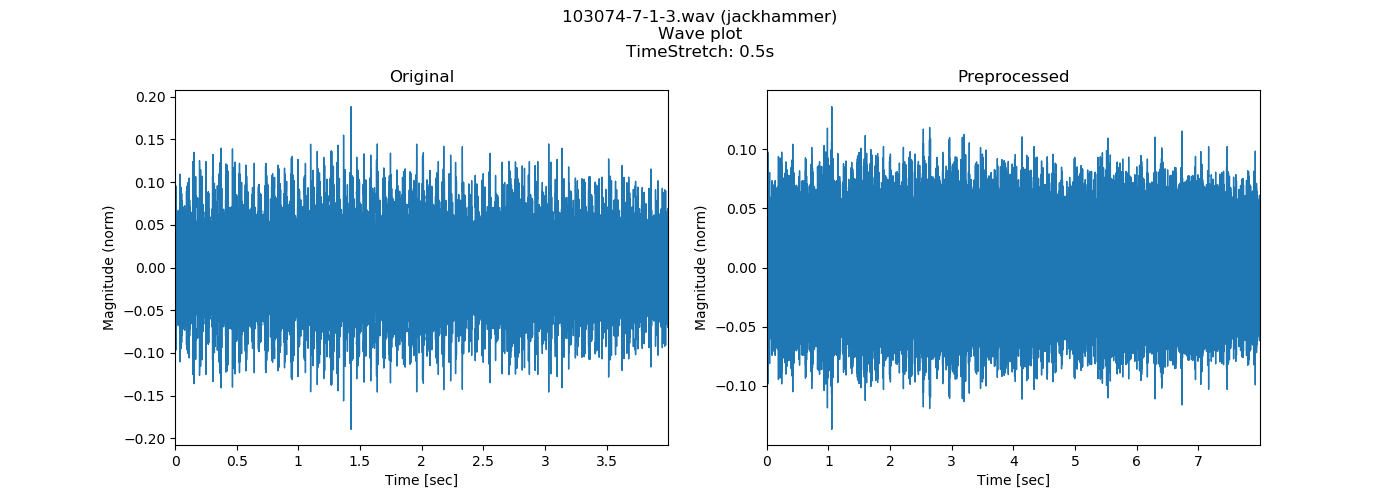 103074-7-1-3.wav (jackhammer)
Wave plot
TimeStretch: 0.5s
Original
0.20
0.15
0.10
0.05
0.00
−0.05
−0.10
−0.15
−0.20
Magnitude (norm)
0 0.5 1 1.5 2 2.5 3 3.5
Time [sec]
Preprocessed
0.10
0.05
0.00
−0.05
−0.10
Magnitude (norm)
0 1 2 3 4 5 6 7
Time [sec]